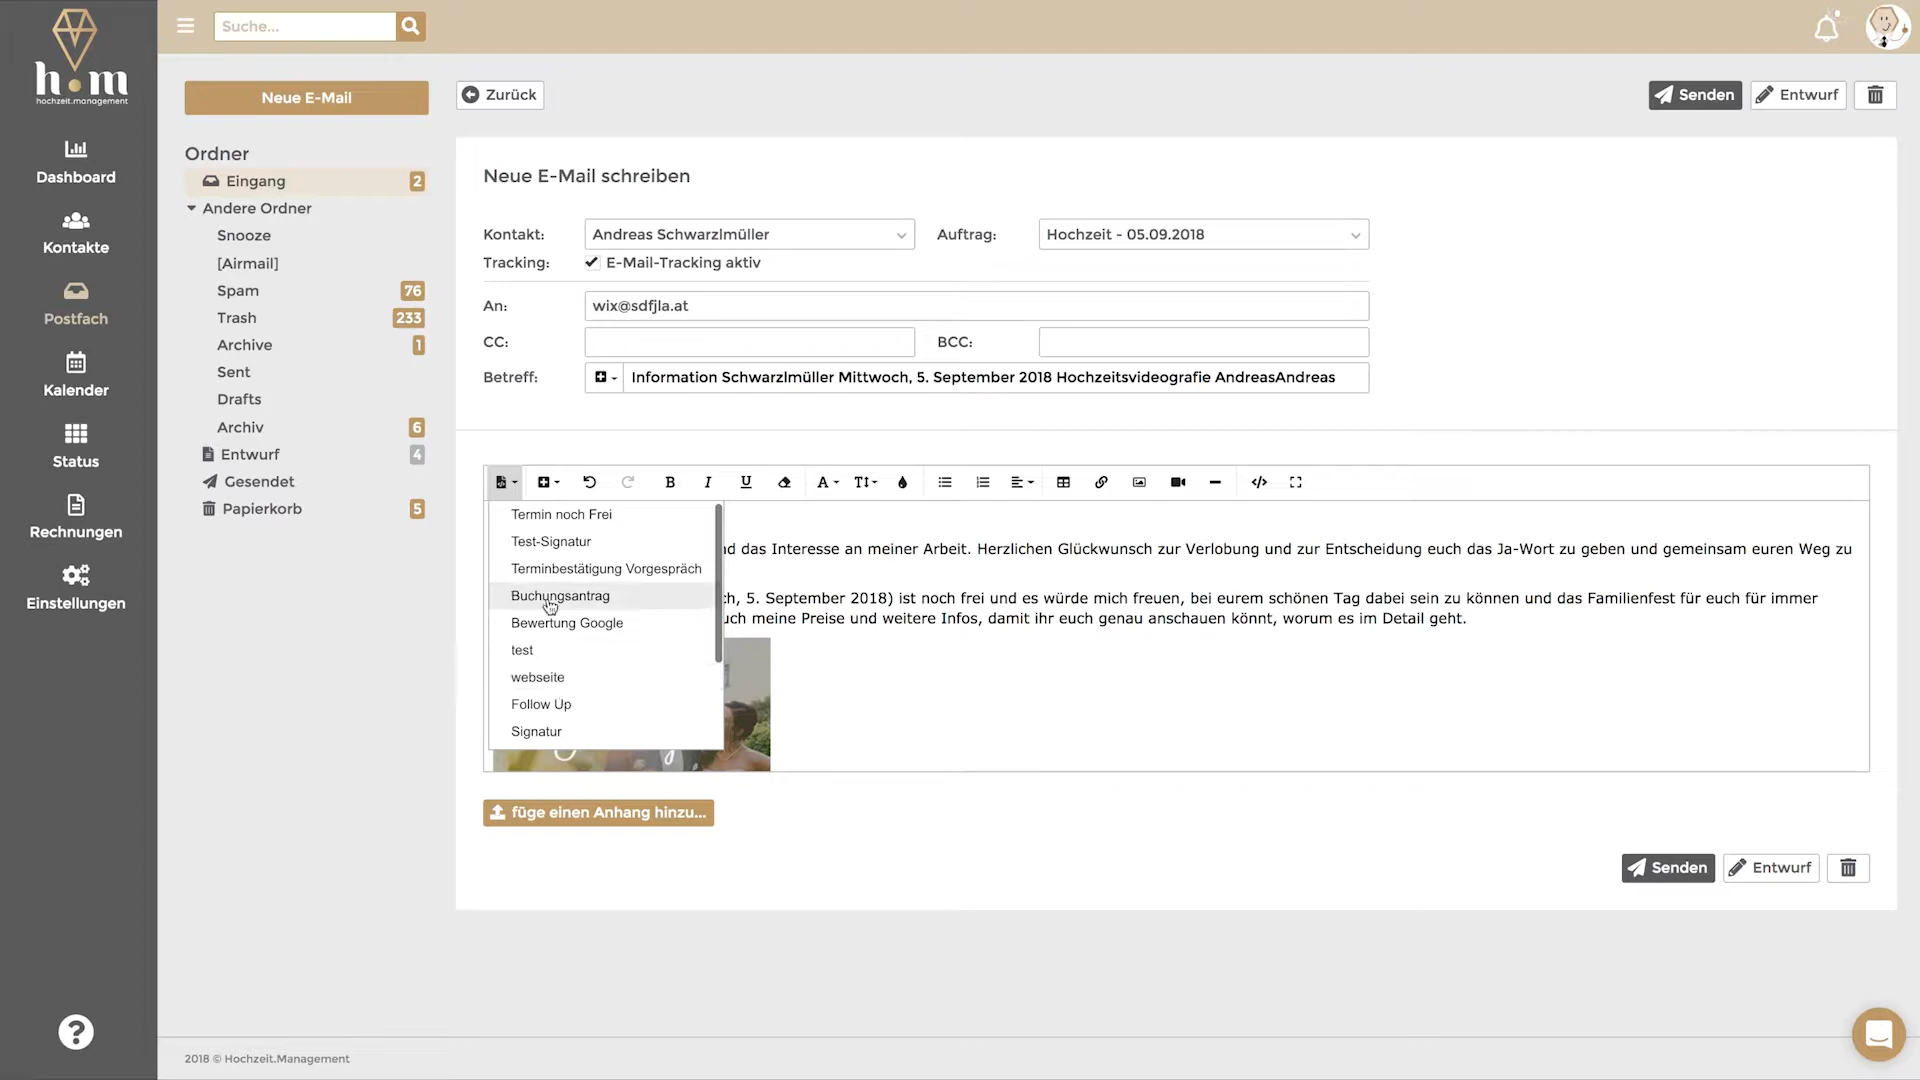 Suche...
h.m
hochzeit.management
Neue E-Mail
Zurück
Senden
Entwurf
Dashboard
Kontakte
Postfach
Kalender
Status
Rechnungen
Einstellungen
Ordner
Eingang 2
Andere Ordner
Snooze
[Airmail]
Spam 76
Trash 233
Archive 1
Sent
Drafts
Archiv 6
Entwurf 4
Gesendet
Papierkorb 5
Neue E-Mail schreiben
Kontakt: Andreas Schwarzlmüller Auftrag: Hochzeit - 05.09.2018
Tracking: E-Mail-Tracking aktiv
An: wix@sdfjla.at
CC: BCC:
Betreff: Information Schwarzlmüller Mittwoch, 5. September 2018 Hochzeitsvideografie AndreasAndreas
B I U A T
Termin noch Frei
Test-Signatur
Terminbestätigung Vorgespräch
Buchungsantrag
Bewertung Google
test
webseite
Follow Up
Signatur
das Interesse an meiner Arbeit. Herzlichen Glückwunsch zur Verlobung und zur Entscheidung euch das Ja-Wort zu geben und gemeinsam euren Weg zu
5. September 2018) ist noch frei und es würde mich freuen, bei eurem schönen Tag dabei sein zu können und das Familienfest für euch für immer
meine Preise und weitere Infos, damit ihr euch genau anschauen könnt, worum es im Detail geht.
füge einen Anhang hinzu...
Senden
Entwurf
2018 © Hochzeit.Management